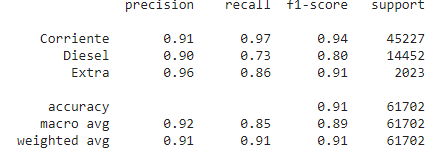 precision recall f1-score support
Corriente 0.91 0.97 0.94 45227
Diesel 0.90 0.73 0.80 14452
Extra 0.96 0.86 0.91 2023
accuracy 0.91 61702
macro avg 0.92 0.85 0.89 61702
weighted avg 0.91 0.91 0.91 61702